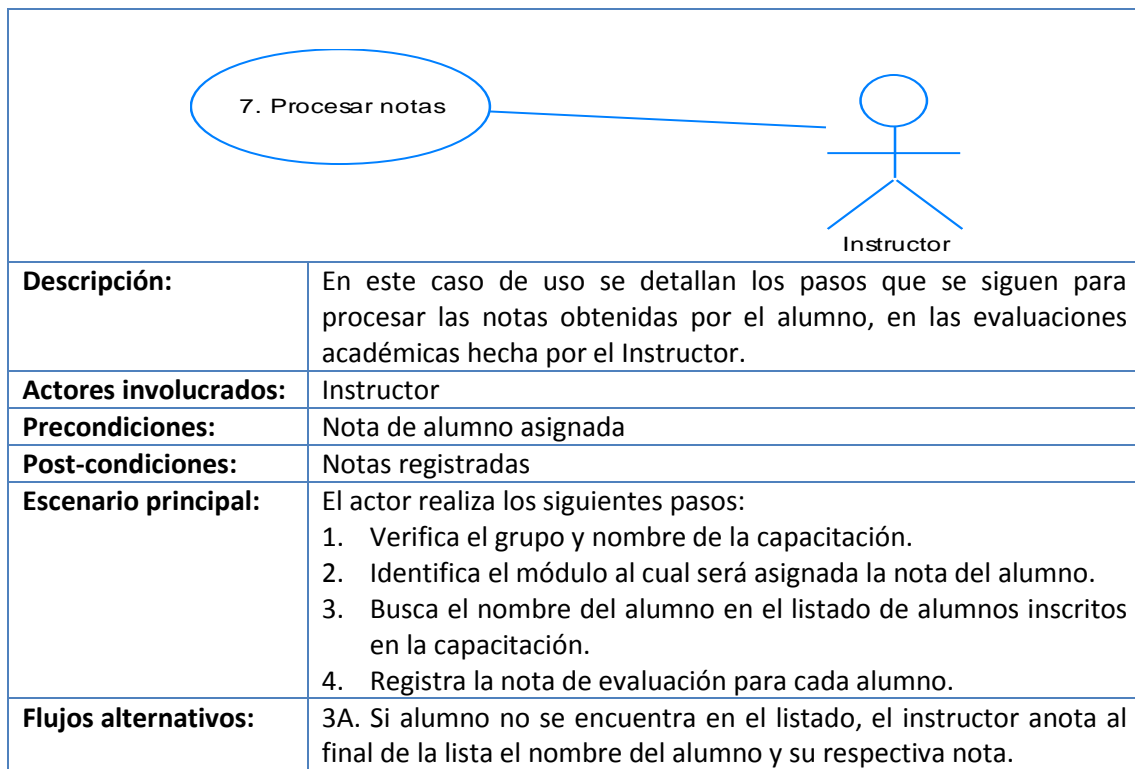 7. Procesar notas
Instructor
Descripción:
En este caso de uso se detallan los pasos que se siguen para
procesar las notas obtenidas por el alumno, en las evaluaciones
académicas hecha por el Instructor.
Actores involucrados:
Instructor
Precondiciones:
Nota de alumno asignada
Post-condiciones:
Notas registradas
Escenario principal:
El actor realiza los siguientes pasos:
1. Verifica el grupo y nombre de la capacitación.
2. Identifica el módulo al cual será asignada la nota del alumno.
3. Busca el nombre del alumno en el listado de alumnos inscritos
en la capacitación.
4. Registra la nota de evaluación para cada alumno.
Flujos alternativos:
3A. Si alumno no se encuentra en el listado, el instructor anota al
final de la lista el nombre del alumno y su respectiva nota.